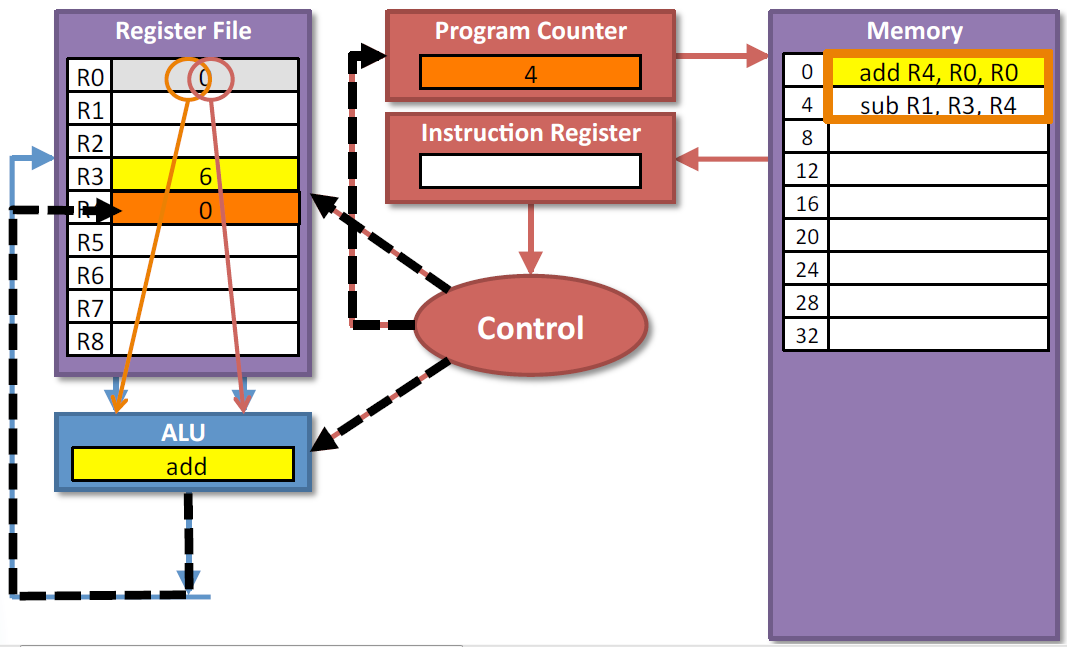 Register File
R0 0
R1
R2
R3 6
R 0
R5
R6
R7
R8
ALU
add
Program Counter
4
Instruction Register
Control
Memory
0 add R4, R0, R0
4 sub R1, R3, R4
8
12
16
20
24
28
32